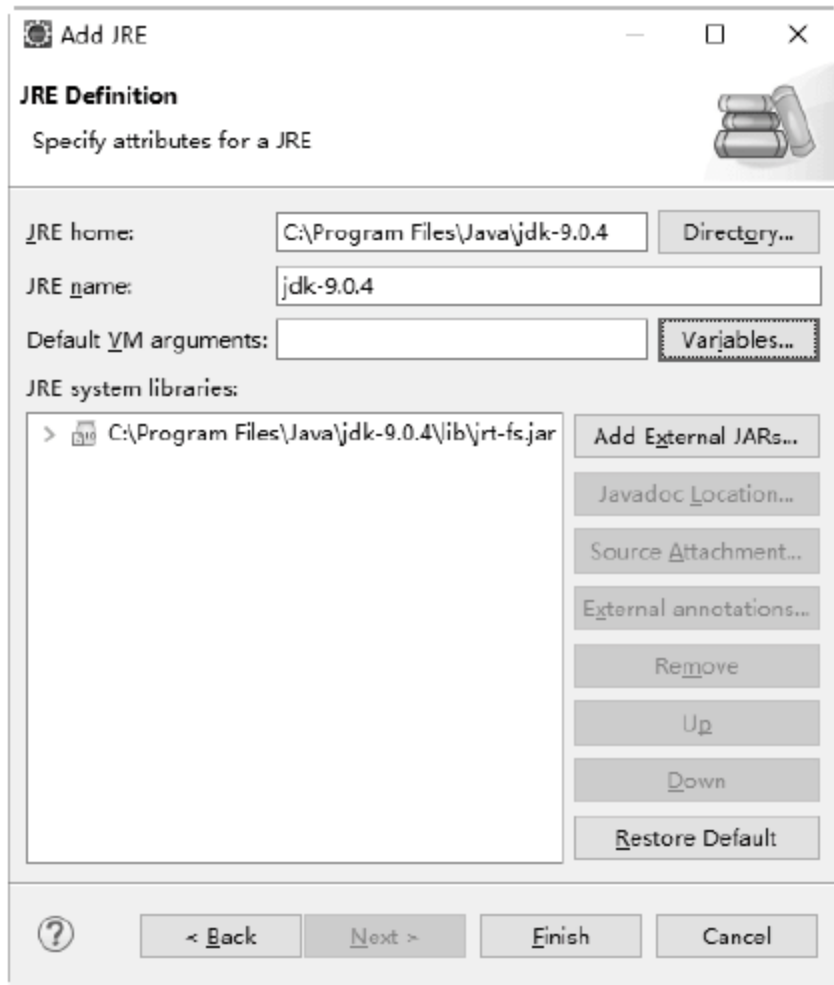 Add JRE
JRE Definition
Specify attributes for a JRE
JRE home: C:\Program Files\Java\jdk-9.0.4 Directory...
JRE name: jdk-9.0.4
Default VM arguments: Variables...
JRE system libraries:
C:\Program Files\Java\jdk-9.0.4\lib\jrt-fs.jar
Add External JARs...
Javadoc Location...
Source Attachment...
External annotations...
Remove
Up
Down
Restore Default
? < Back Next > Finish Cancel